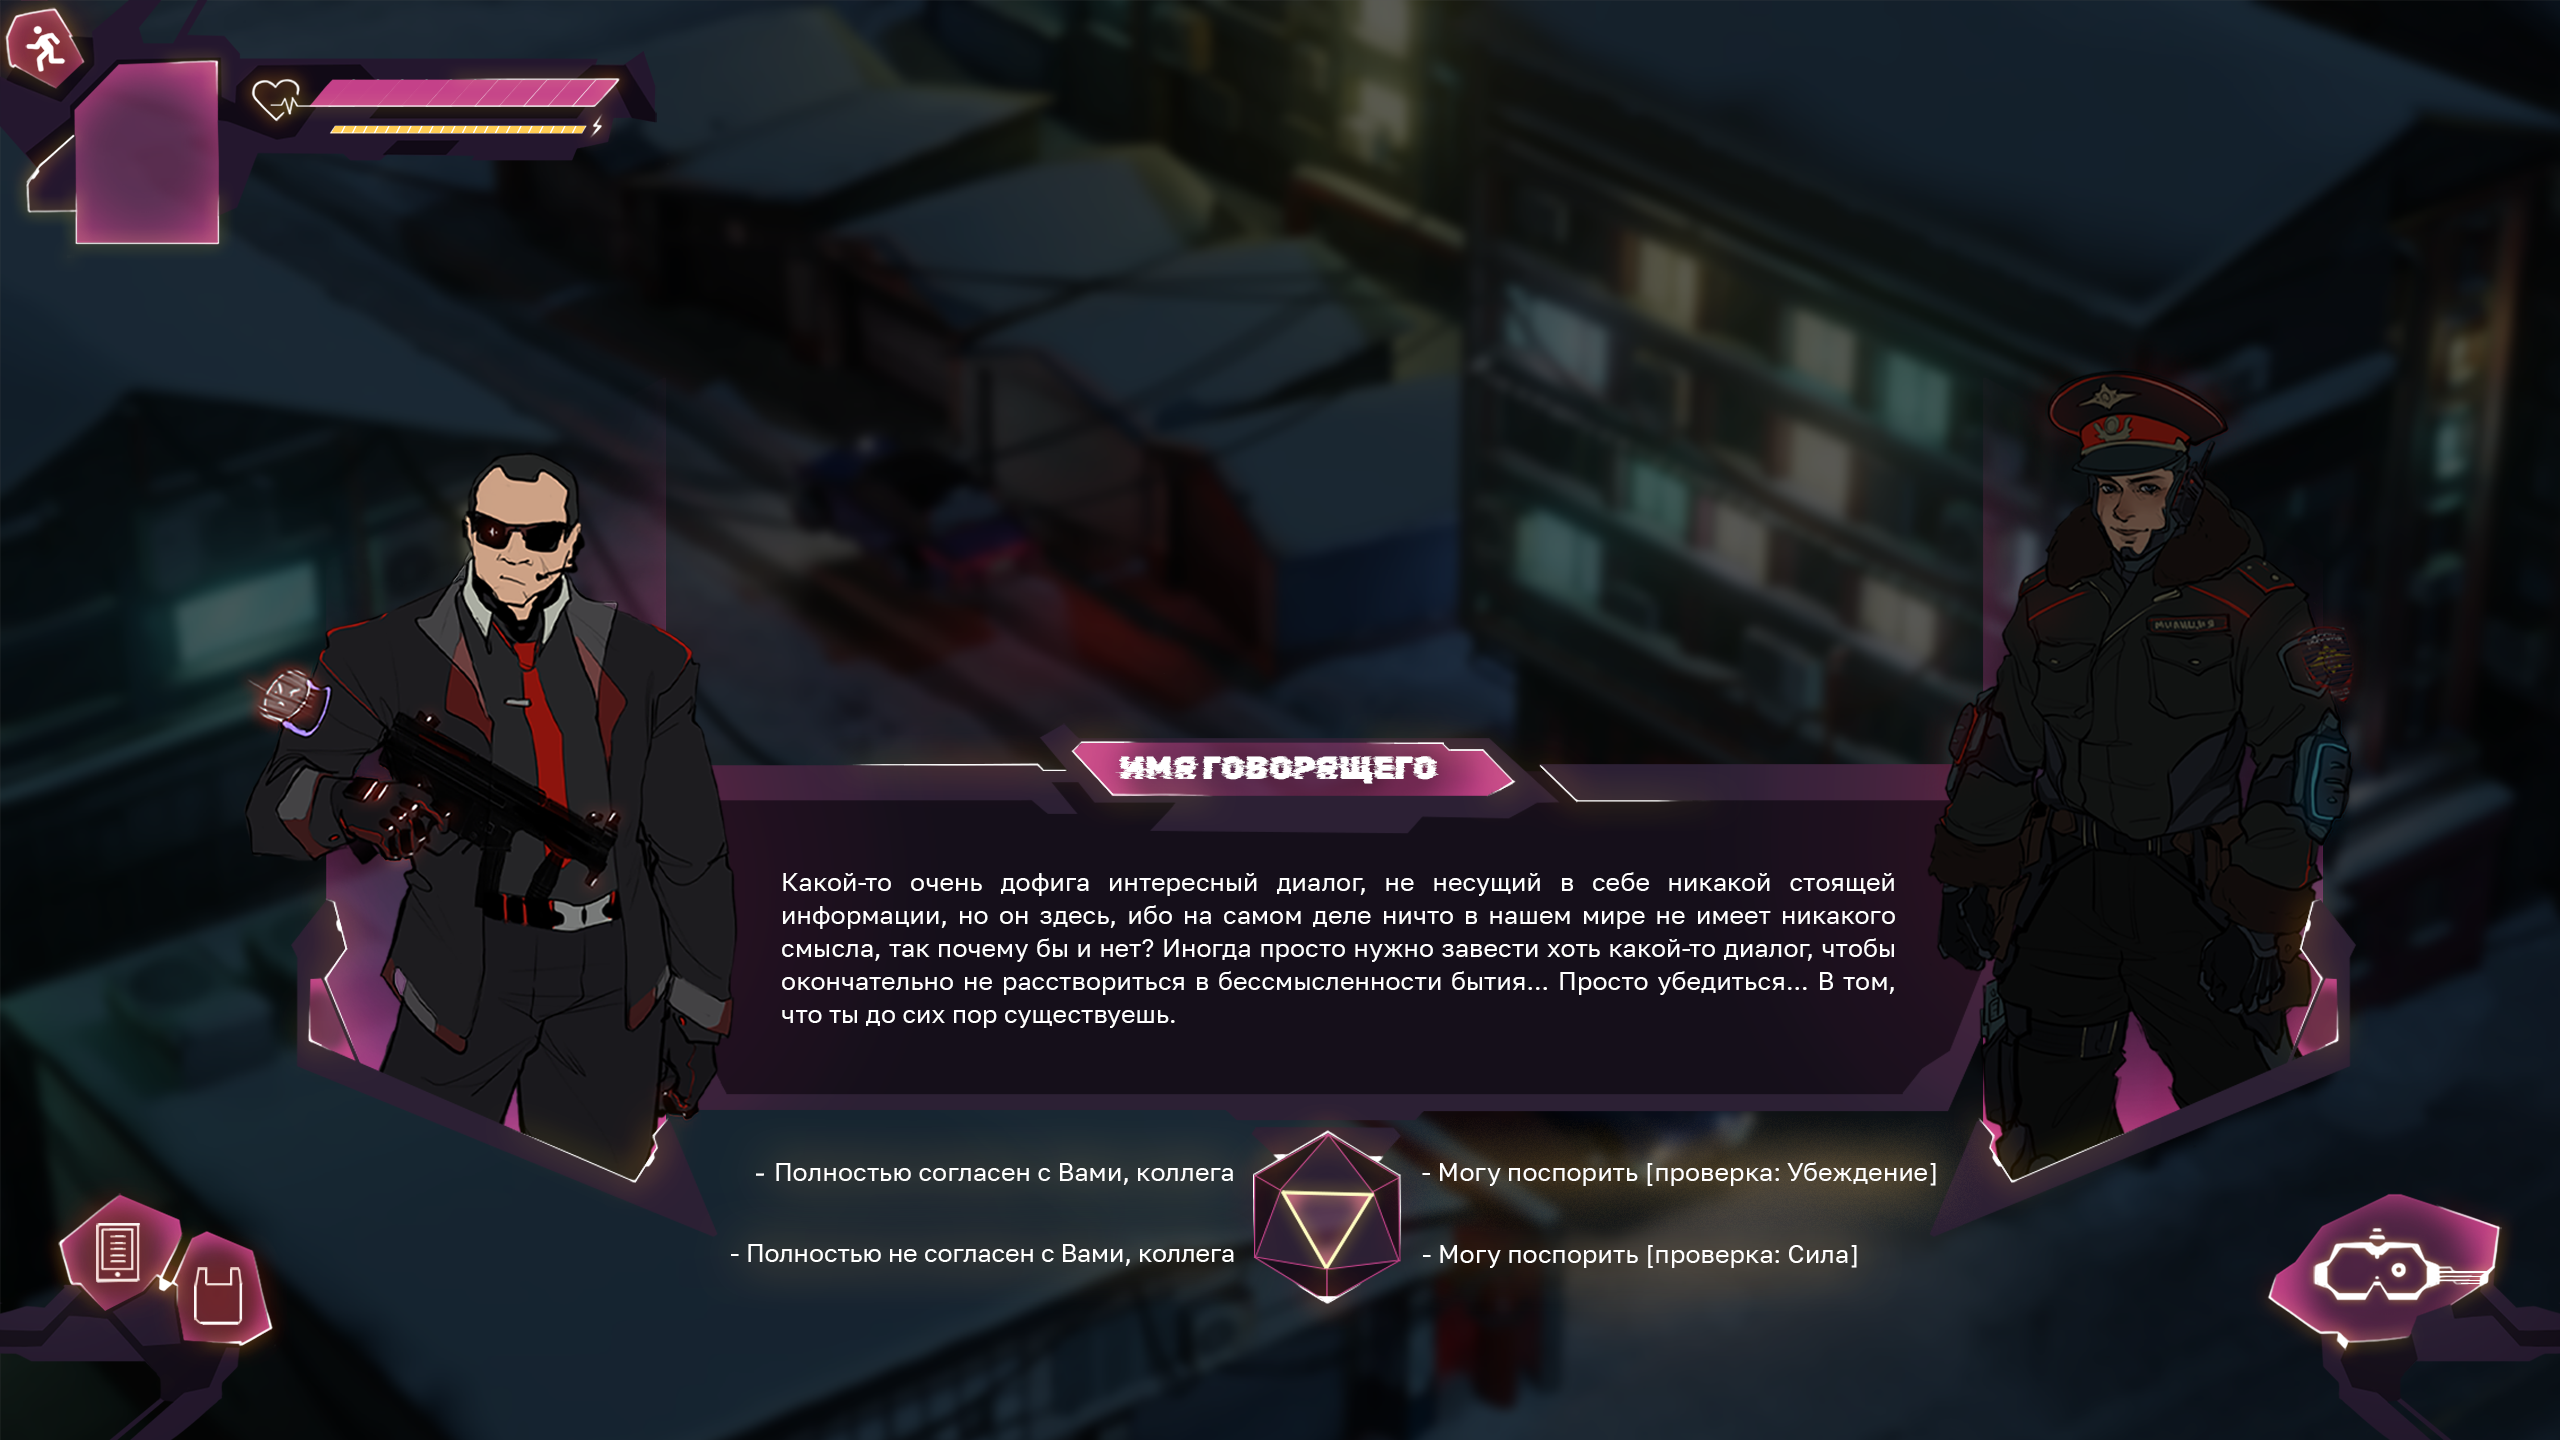 МИЛИЦИЯ
ИМЯ ГОВОРЯЩЕГО
Какой-то очень дофига интересный диалог, не несущий в себе никакой стоящей
информации, но он здесь, ибо на самом деле ничто в нашем мире не имеет никакого
смысла, так почему бы и нет? Иногда просто нужно завести хоть какой-то диалог, чтобы
окончательно не расствориться в бессмысленности бытия... Просто убедиться... В том,
что ты до сих пор существуешь.
- Полностью согласен с Вами, коллега
- Могу поспорить [проверка: Убеждение]
- Полностью не согласен с Вами, коллега
- Могу поспорить [проверка: Сила]